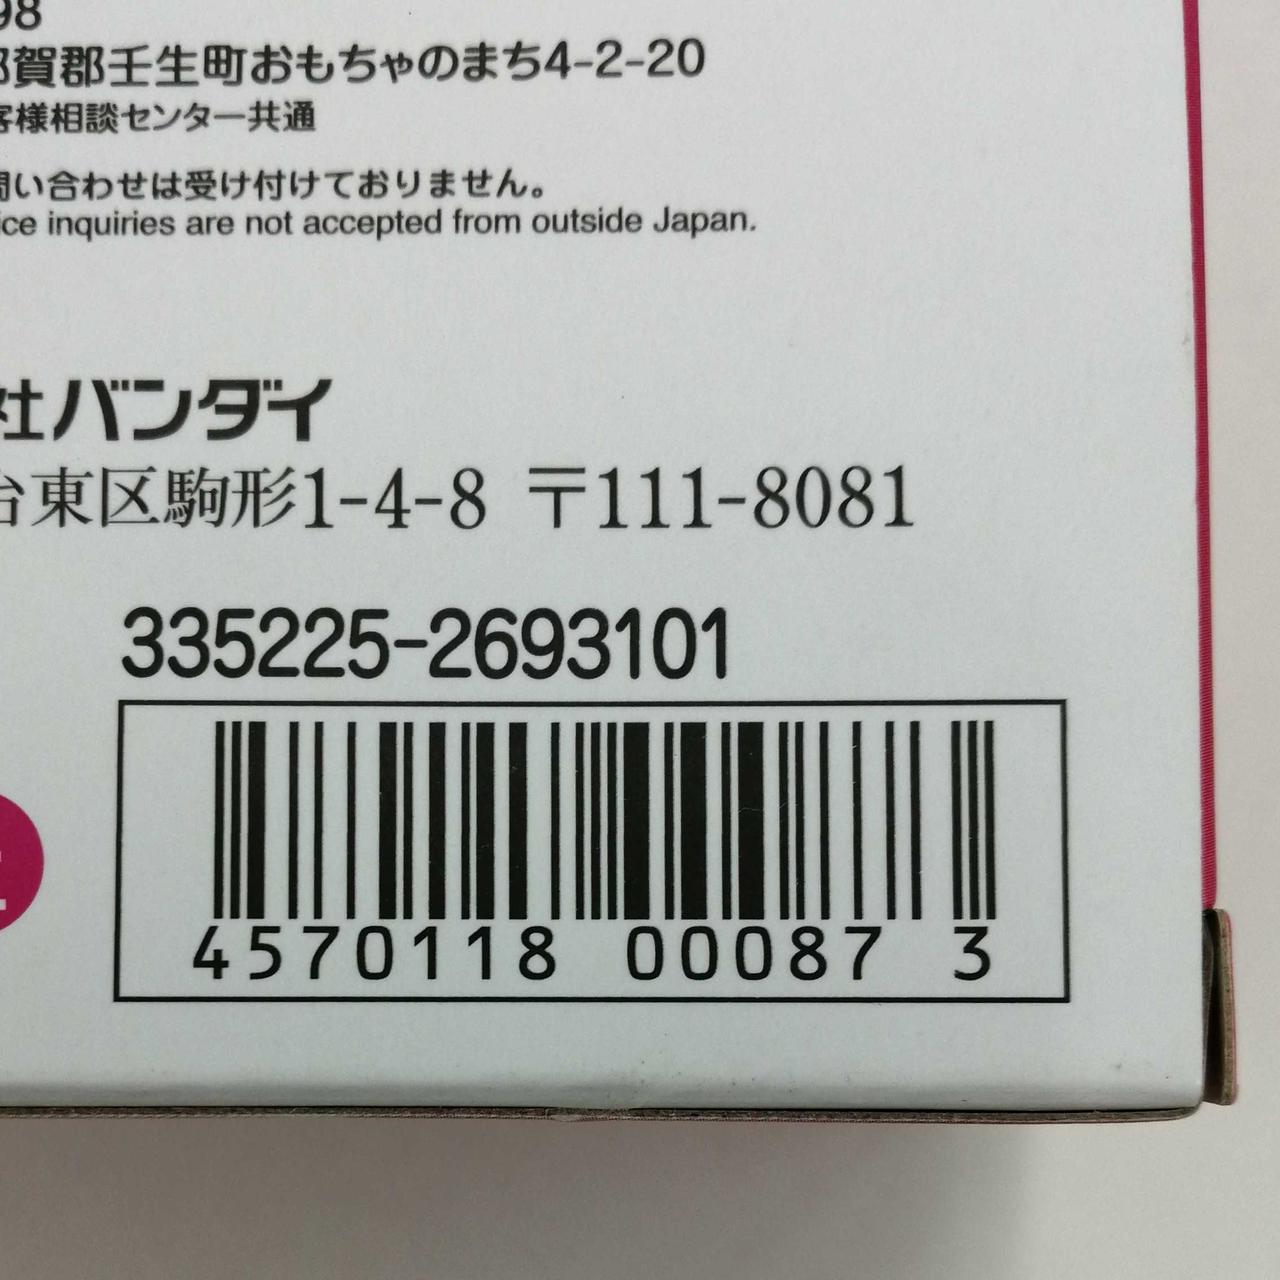 98
賀郡壬生町おもちゃのまち4-2-20
客様相談センター共通
問い合わせは受け付けておりません。
ice inquiries are not accepted from outside Japan.
社バンダイ
台東区駒形1-4-8 〒111-8081
335225-2693101
4570118 00087 3